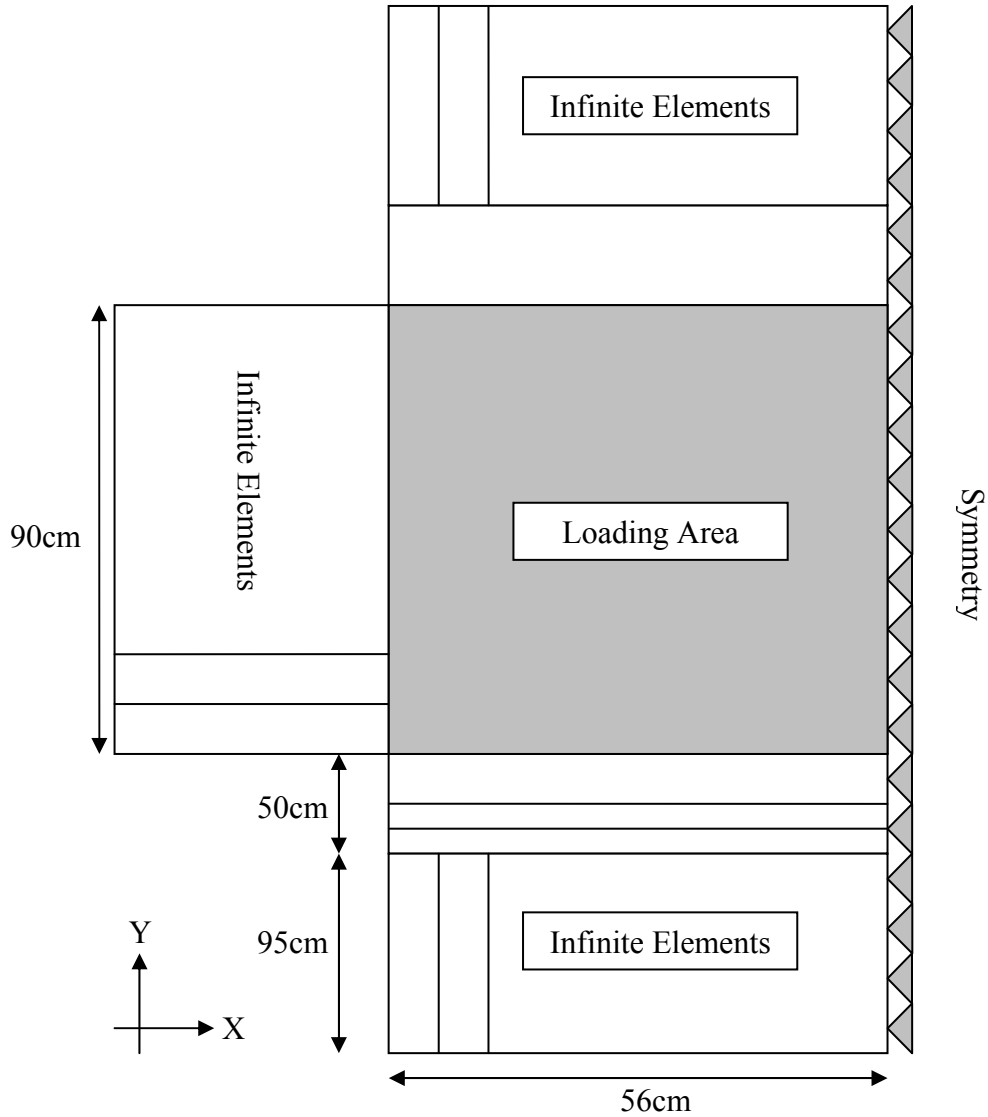 Infinite Elements
Infinite Elements
Loading Area
Symmetry
90cm
50cm
95cm
Infinite Elements
Y
X
56cm